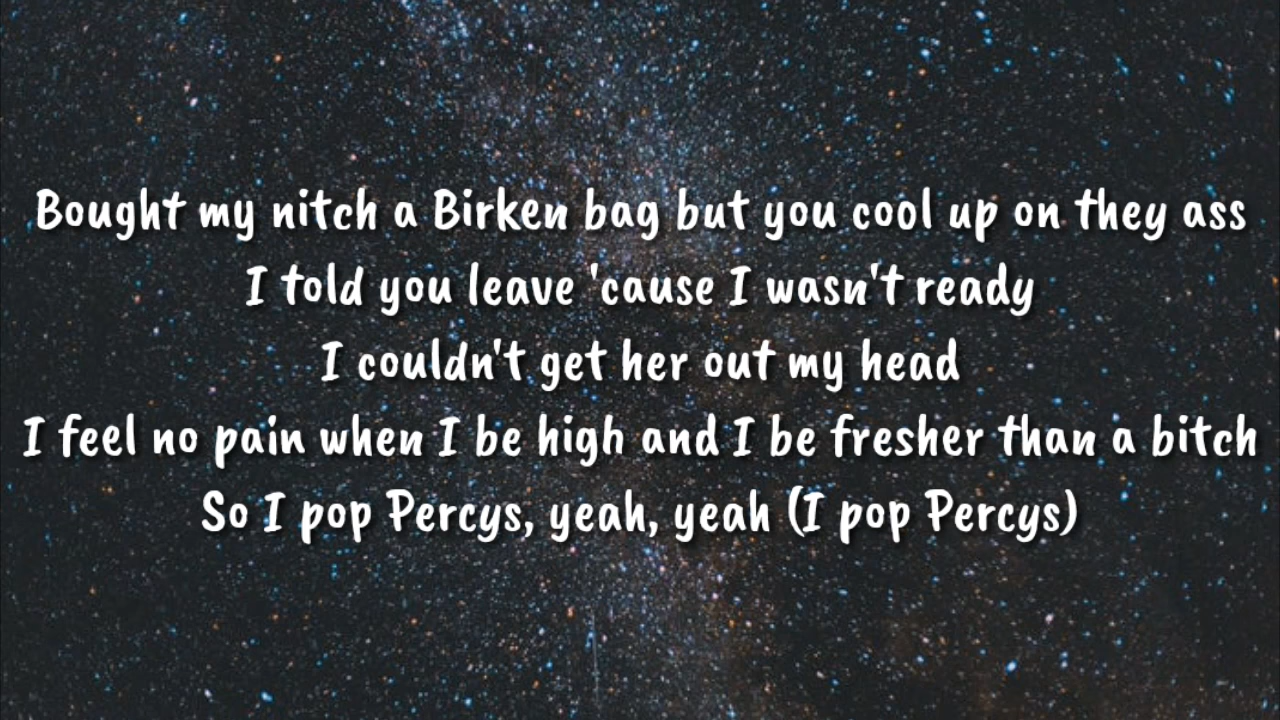 Bought my nitch a Birken bag but you cool up on they ass
I told you leave 'cause I wasn't ready
I couldn't get her out my head
I feel no pain when I be high and I be fresher than a bitch
So I pop Percys, yeah, yeah (I pop Percys)